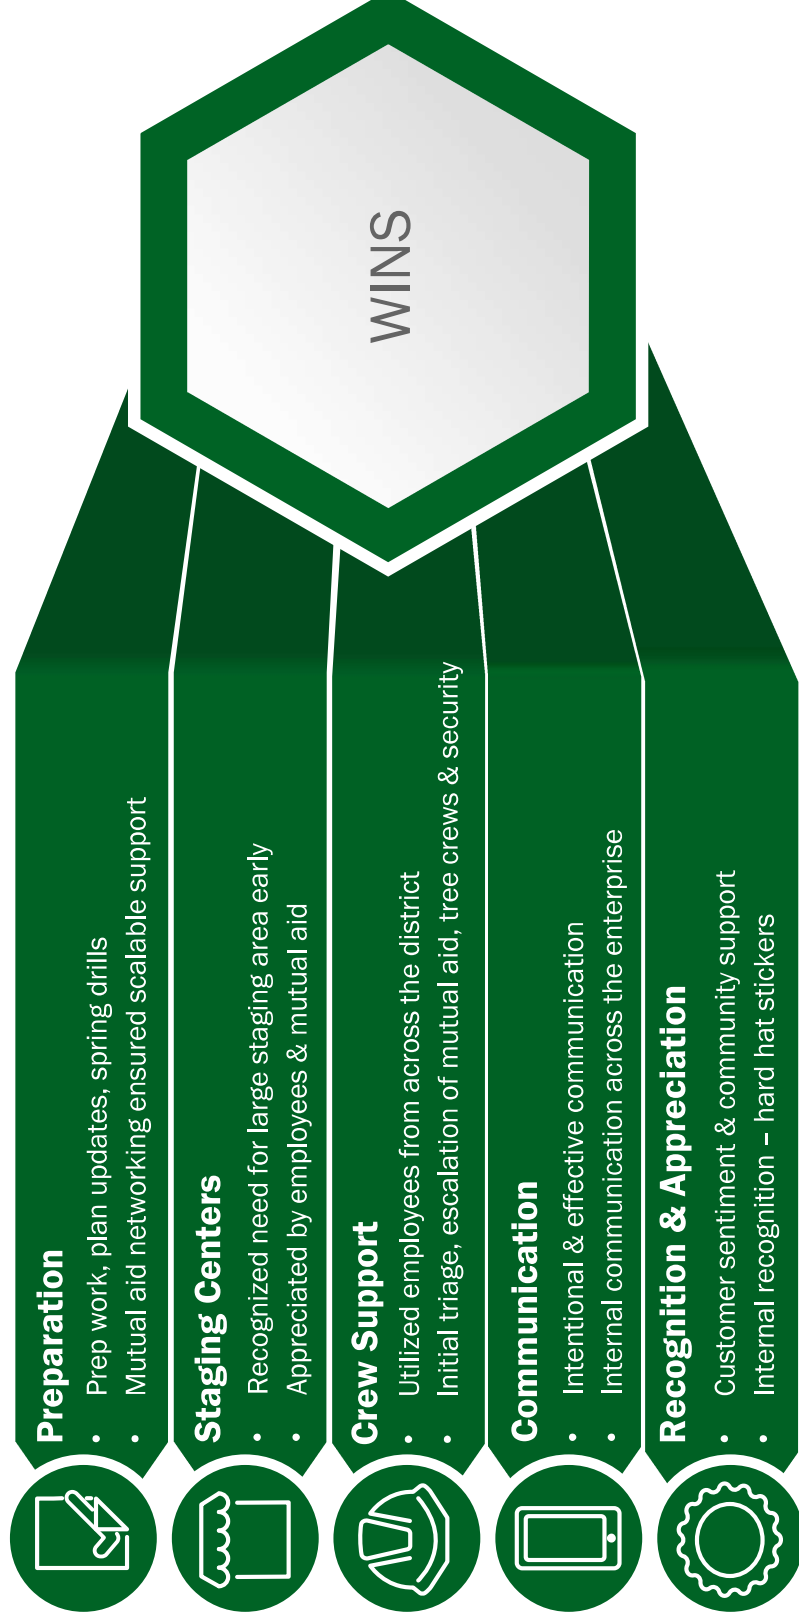 WINS
Preparation
• Prep work, plan updates, spring drills
• Mutual aid networking ensured scalable support
Staging Centers
• Recognized need for large staging area early
• Appreciated by employees & mutual aid
Crew Support
• Utilized employees from across the district
• Initial triage, escalation of mutual aid, tree crews & security
Communication
• Intentional & effective communication
• Internal communication across the enterprise
Recognition & Appreciation
• Customer sentiment & community support
• Internal recognition – hard hat stickers